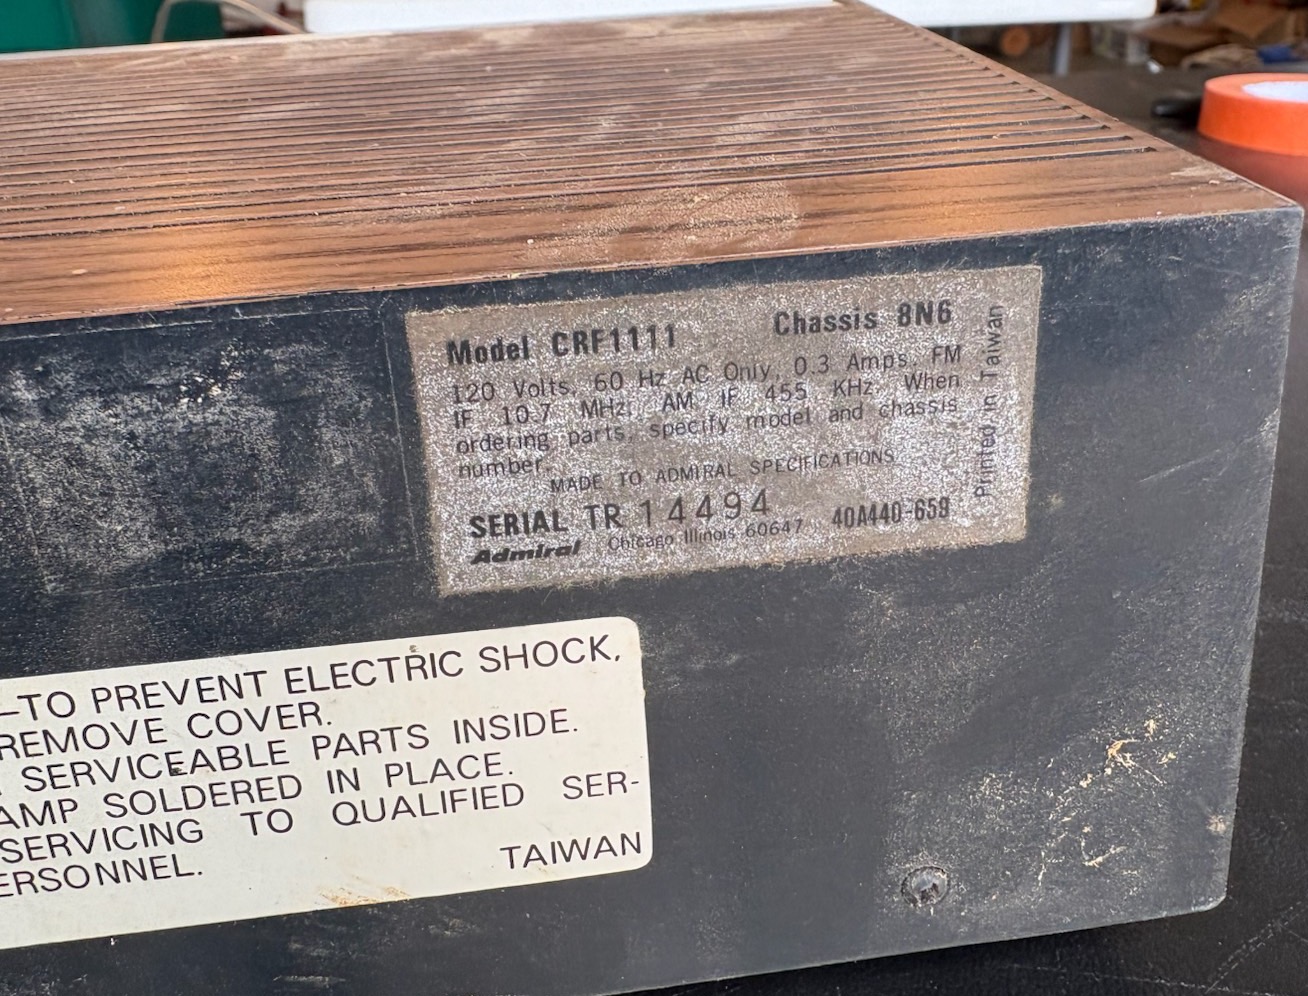 Model CRF1111 Chassis 8N6
120 Volts, 60 Hz AC Only, 0.3 Amps, FM
IF 10.7 MHz, AM IF 455 KHz. When
ordering parts, specify model and chassis
number.
MADE TO ADMIRAL SPECIFICATIONS
SERIAL TR 14494 40A440-659
Admiral Chicago Illinois 60647
Printed in Taiwan
—TO PREVENT ELECTRIC SHOCK,
REMOVE COVER.
SERVICEABLE PARTS INSIDE.
AMP SOLDERED IN PLACE.
SERVICING TO QUALIFIED SER-
ERSONNEL.
TAIWAN